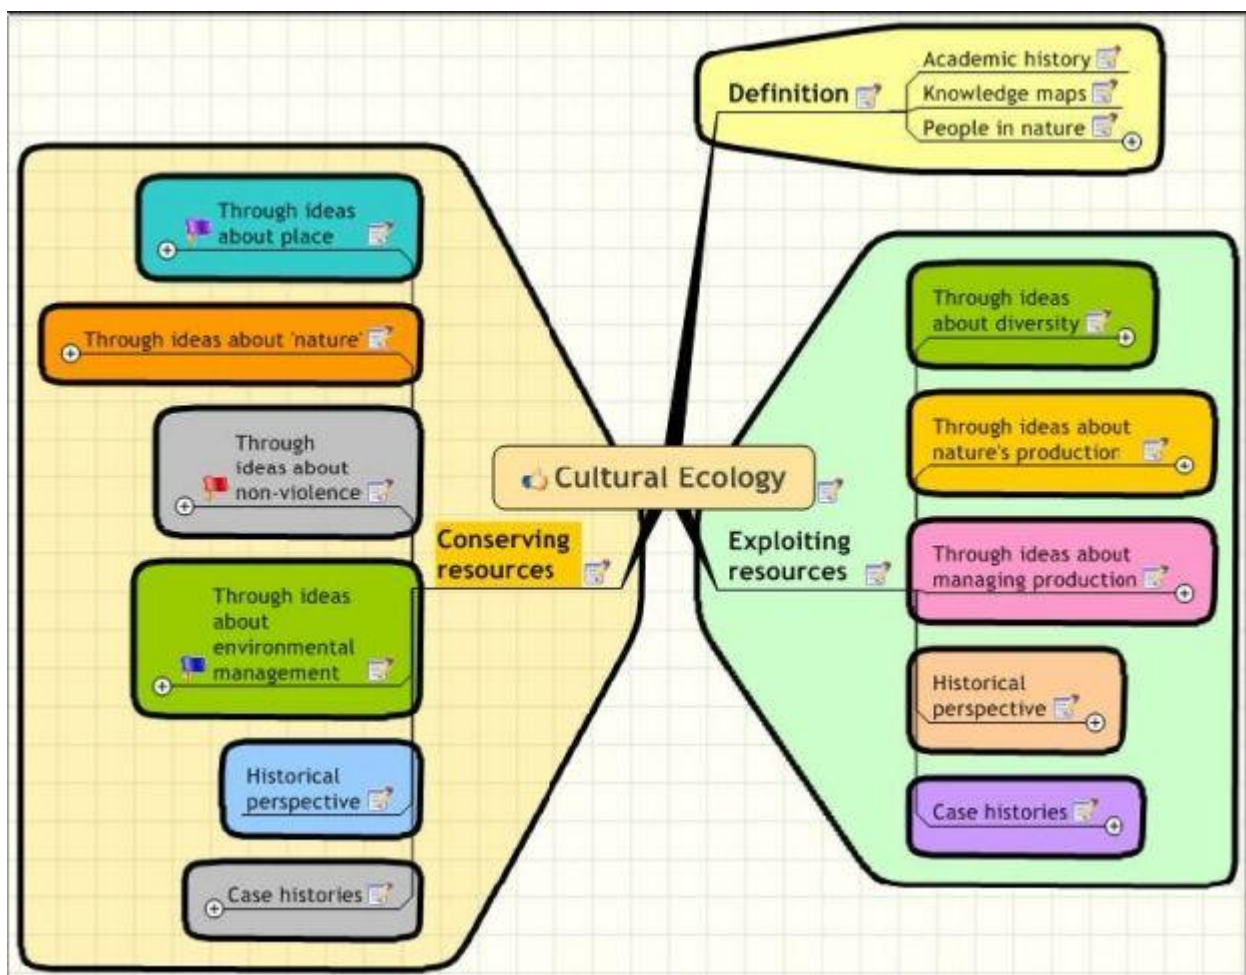 Definition
Academic history
Knowledge maps
People in nature
Through ideas
about place
Through ideas about 'nature'
Through
ideas about
non-violence
Through ideas
about
environmental
management
Historical
perspective
Case histories
Conserving
resources
Cultural Ecology
Exploiting
resources
Through ideas
about diversity
Through ideas about
nature's production
Through ideas about
managing production
Historical
perspective
Case histories